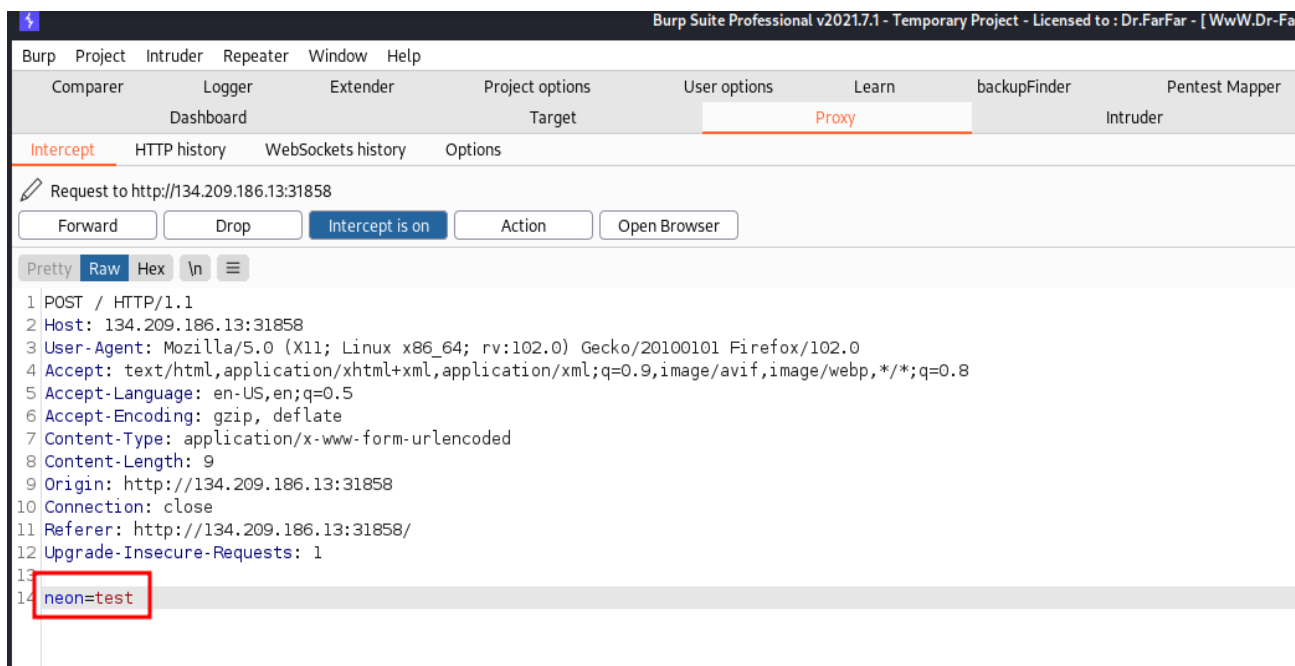 Burp Suite Professional v2021.7.1 - Temporary Project - Licensed to : Dr.FarFar - [ WwW.Dr-Fa
Burp Project Intruder Repeater Window Help
Comparer Logger Extender Project options User options Learn backupFinder Pentest Mapper
Dashboard Target Proxy Intruder
Intercept HTTP history WebSockets history Options
Request to http://134.209.186.13:31858
Forward Drop Intercept is on Action Open Browser
Pretty Raw Hex \n ≡
1 POST / HTTP/1.1
2 Host: 134.209.186.13:31858
3 User-Agent: Mozilla/5.0 (X11; Linux x86_64; rv:102.0) Gecko/20100101 Firefox/102.0
4 Accept: text/html,application/xhtml+xml,application/xml;q=0.9,image/avif,image/webp,*/*;q=0.8
5 Accept-Language: en-US,en;q=0.5
6 Accept-Encoding: gzip, deflate
7 Content-Type: application/x-www-form-urlencoded
8 Content-Length: 9
9 Origin: http://134.209.186.13:31858
10 Connection: close
11 Referer: http://134.209.186.13:31858/
12 Upgrade-Insecure-Requests: 1
13
14 neon=test